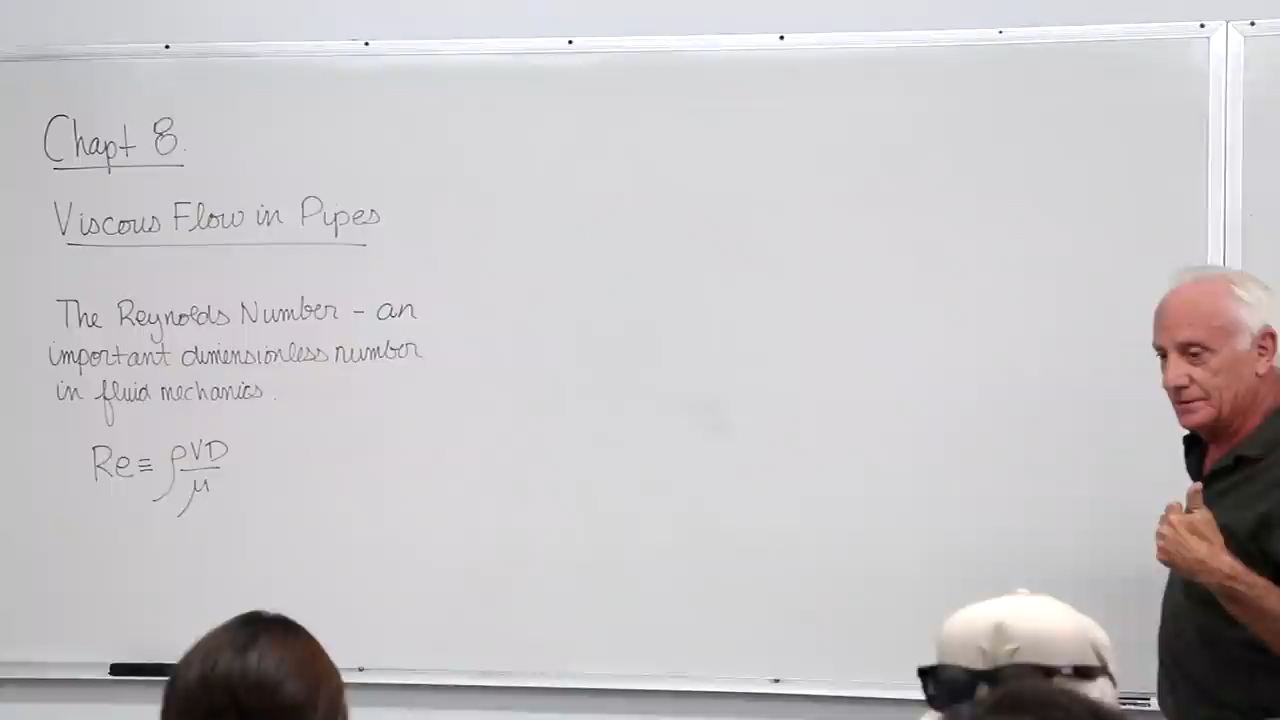 Chapt 8.
Viscous Flow in Pipes
The Reynolds Number - an
important dimensionless number
in fluid mechanics.
Re ≡ ρVD/μ